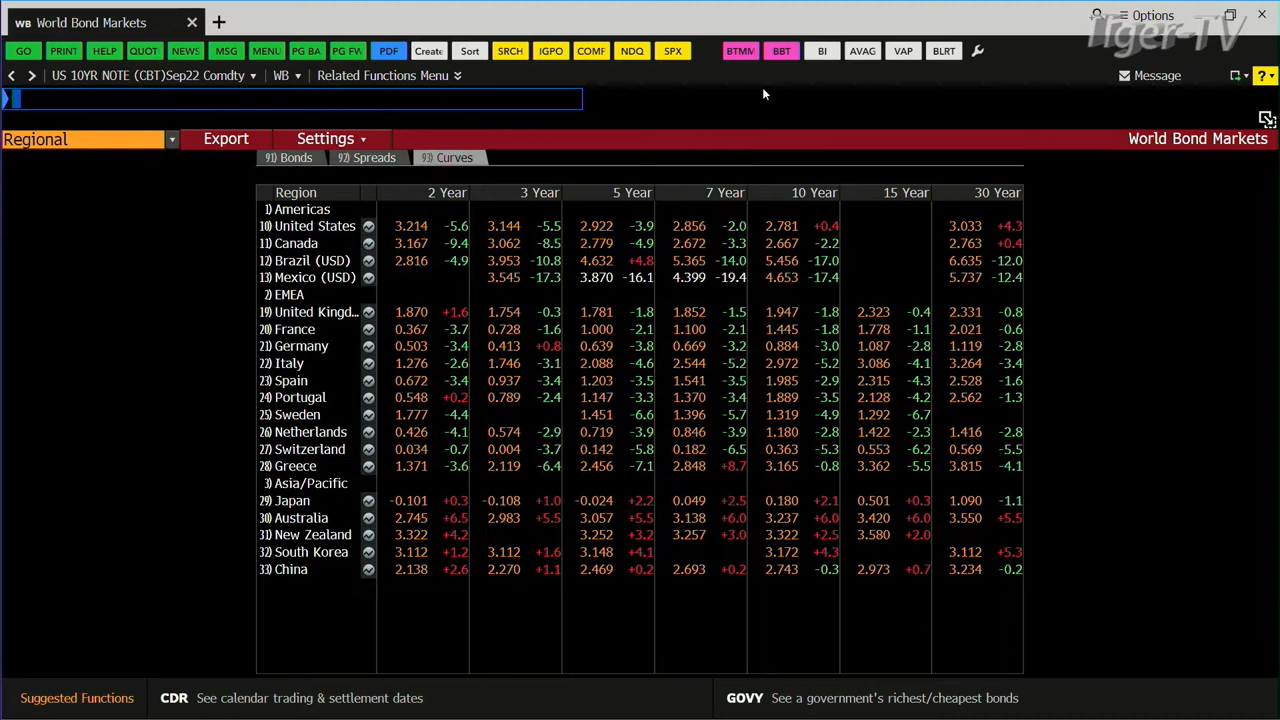 WB World Bond Markets
Options
Tiger-TV
GO PRINT HELP QUOT NEWS MSG MENU PG BA PG FW PDF Create Sort SRCH IGPO COMF NDQ SPX BTMN BBT BI AVAG VAP BLRT
US 10YR NOTE (CBT)Sep22 Comdty WB Related Functions Menu Message ?
Regional Export Settings World Bond Markets
91) Bonds 92) Spreads 93) Curves
Region 2 Year 3 Year 5 Year 7 Year 10 Year 15 Year 30 Year
1) Americas
10) United States 3.214 -5.6 3.144 -5.5 2.922 -3.9 2.856 -2.0 2.781 +0.4 3.033 +4.3
11) Canada 3.167 -9.4 3.062 -8.5 2.779 -4.9 2.672 -3.3 2.667 -2.2 2.763 +0.4
12) Brazil (USD) 2.816 -4.9 3.953 -10.8 4.632 +4.8 5.365 -14.0 5.456 -17.0 6.635 -12.0
13) Mexico (USD) 3.545 -17.3 3.870 -16.1 4.399 -19.4 4.653 -17.4 5.737 -12.4
2) EMEA
19) United Kingd... 1.870 +1.6 1.754 -0.3 1.781 -1.8 1.852 -1.5 1.947 -1.8 2.323 -0.4 2.331 -0.8
20) France 0.367 -3.7 0.728 -1.6 1.000 -2.1 1.100 -2.1 1.445 -1.8 1.778 -1.1 2.021 -0.6
21) Germany 0.503 -3.4 0.413 +0.8 0.639 -3.8 0.669 -3.2 0.884 -3.0 1.087 -2.8 1.119 -2.8
22) Italy 1.276 -2.6 1.746 -3.1 2.088 -4.6 2.544 -5.2 2.972 -5.2 3.086 -4.1 3.264 -3.4
23) Spain 0.672 -3.4 0.937 -3.4 1.203 -3.5 1.541 -3.5 1.985 -2.9 2.315 -4.3 2.528 -1.6
24) Portugal 0.548 +0.2 0.789 -2.4 1.147 -3.3 1.370 -3.4 1.889 -3.5 2.128 -4.2 2.562 -1.3
25) Sweden 1.777 -4.4 1.451 -6.6 1.396 -5.7 1.319 -4.9 1.292 -6.7
26) Netherlands 0.426 -4.1 0.574 -2.9 0.719 -3.9 0.846 -3.9 1.180 -2.8 1.422 -2.3 1.416 -2.8
27) Switzerland 0.034 -0.7 0.004 -3.7 0.142 -5.8 0.182 -6.5 0.363 -5.3 0.553 -6.2 0.569 -5.5
28) Greece 1.371 -3.6 2.119 -6.4 2.456 -7.1 2.848 +8.7 3.165 -0.8 3.362 -5.5 3.815 -4.1
3) Asia/Pacific
29) Japan -0.101 +0.3 -0.108 +1.0 -0.024 +2.2 0.049 +2.5 0.180 +2.1 0.501 +0.3 1.090 -1.1
30) Australia 2.745 +6.5 2.983 +5.5 3.057 +5.5 3.138 +6.0 3.237 +6.0 3.420 +6.0 3.550 +5.5
31) New Zealand 3.322 +4.2 3.252 +3.2 3.257 +3.0 3.322 +2.5 3.580 +2.0
32) South Korea 3.112 +1.2 3.112 +1.6 3.148 +4.1 3.172 +4.3 3.112 +5.3
33) China 2.138 +2.6 2.270 +1.1 2.469 +0.2 2.693 +0.2 2.743 -0.3 2.973 +0.7 3.234 -0.2
Suggested Functions CDR See calendar trading & settlement dates GOVY See a government's richest/cheapest bonds